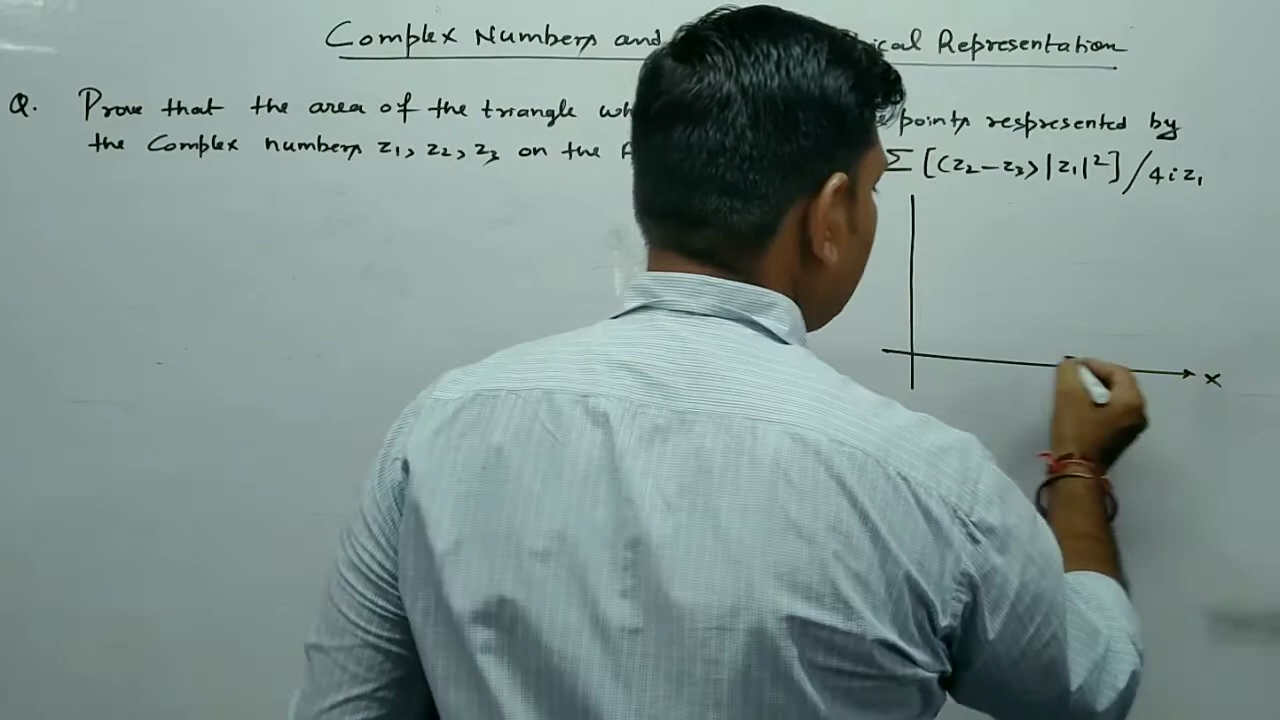 Complex Numbers and ical Representation
Q. Prove that the area of the triangle points respresented by
the Complex numbers z₁, z₂, z₃ on the Σ [(z₂-z₃)|z₁|²] / 4iz₁
x